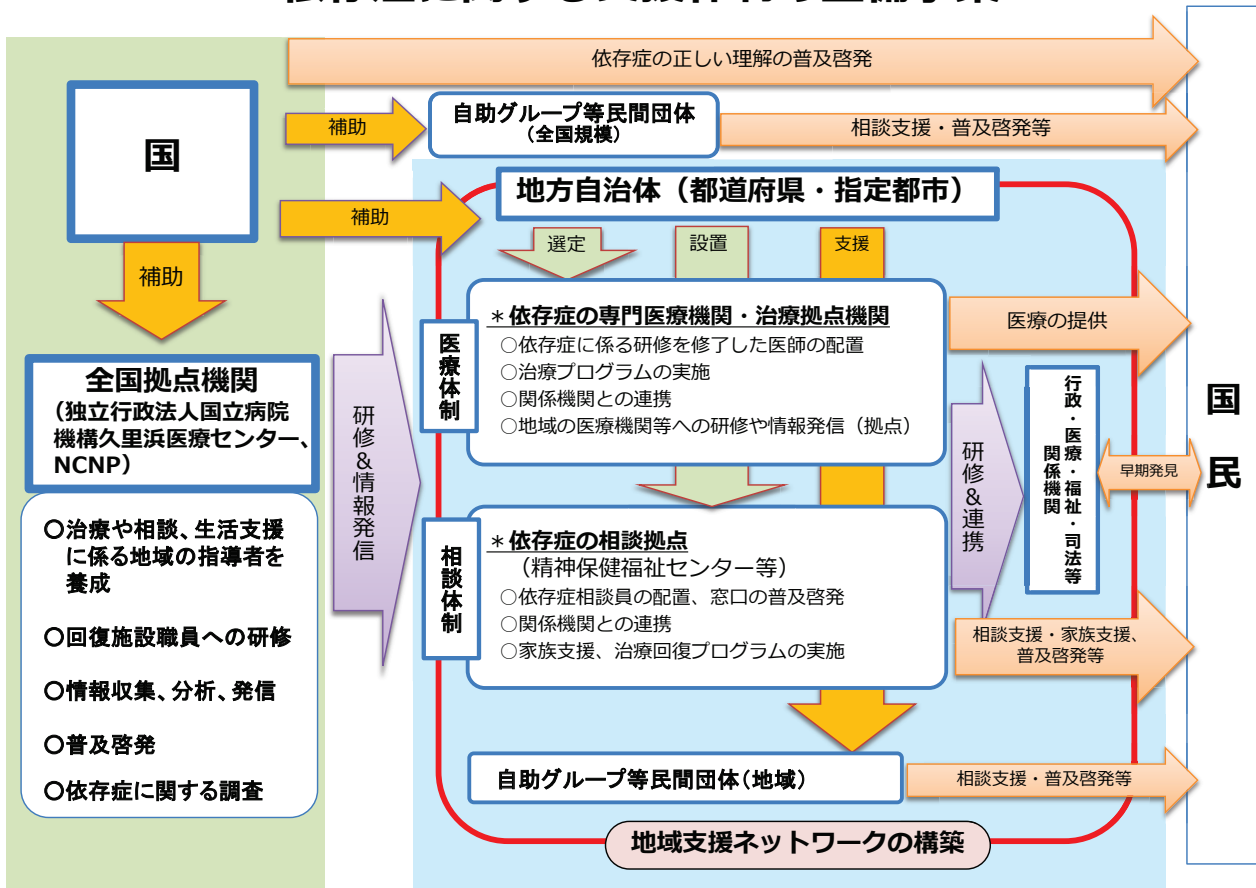 依存症の正しい理解の普及啓発
国
補助
自助グループ等民間団体
（全国規模）
相談支援・普及啓発等
補助
地方自治体（都道府県・指定都市）
補助
選定
設置
支援
全国拠点機関
（独立行政法人国立病院
機構久里浜医療センター、
NCNP）
〇治療や相談、生活支援
に係る地域の指導者を
養成
〇回復施設職員への研修
〇情報収集、分析、発信
〇普及啓発
〇依存症に関する調査
研修&情報発信
医療体制
＊依存症の専門医療機関・治療拠点機関
○依存症に係る研修を修了した医師の配置
○治療プログラムの実施
○関係機関との連携
○地域の医療機関等への研修や情報発信（拠点）
医療の提供
相談体制
＊依存症の相談拠点
（精神保健福祉センター等）
○依存症相談員の配置、窓口の普及啓発
○関係機関との連携
○家族支援、治療回復プログラムの実施
研修&連携
行政・医療・福祉・司法等
関係機関
早期発見
国民
相談支援・家族支援、
普及啓発等
自助グループ等民間団体（地域）
相談支援・普及啓発等
地域支援ネットワークの構築